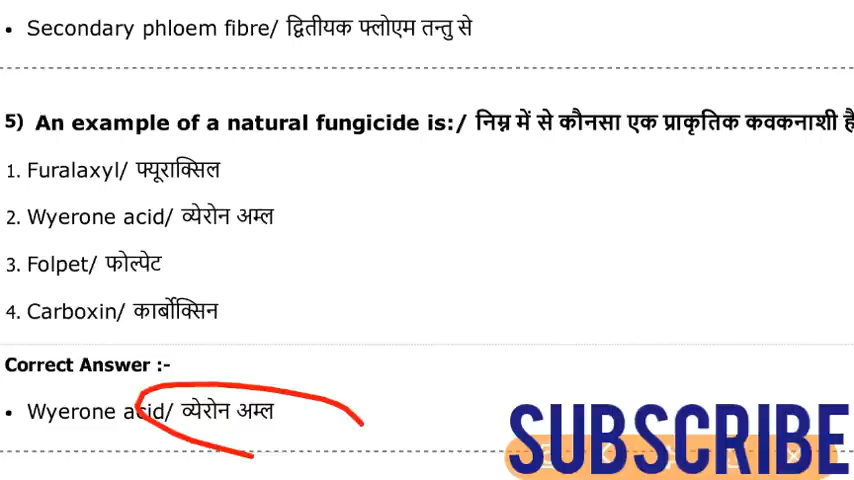 • Secondary phloem fibre/ द्वितीयक फ्लोएम तन्तु से
5) An example of a natural fungicide is:/ निम्न में से कौनसा एक प्राकृतिक कवकनाशी है
1. Furalaxyl/ फ्यूराक्सिल
2. Wyerone acid/ व्येरोन अम्ल
3. Folpet/ फोल्पेट
4. Carboxin/ कार्बोक्सिन
Correct Answer :-
• Wyerone acid/ व्येरोन अम्ल
SUBSCRIBE